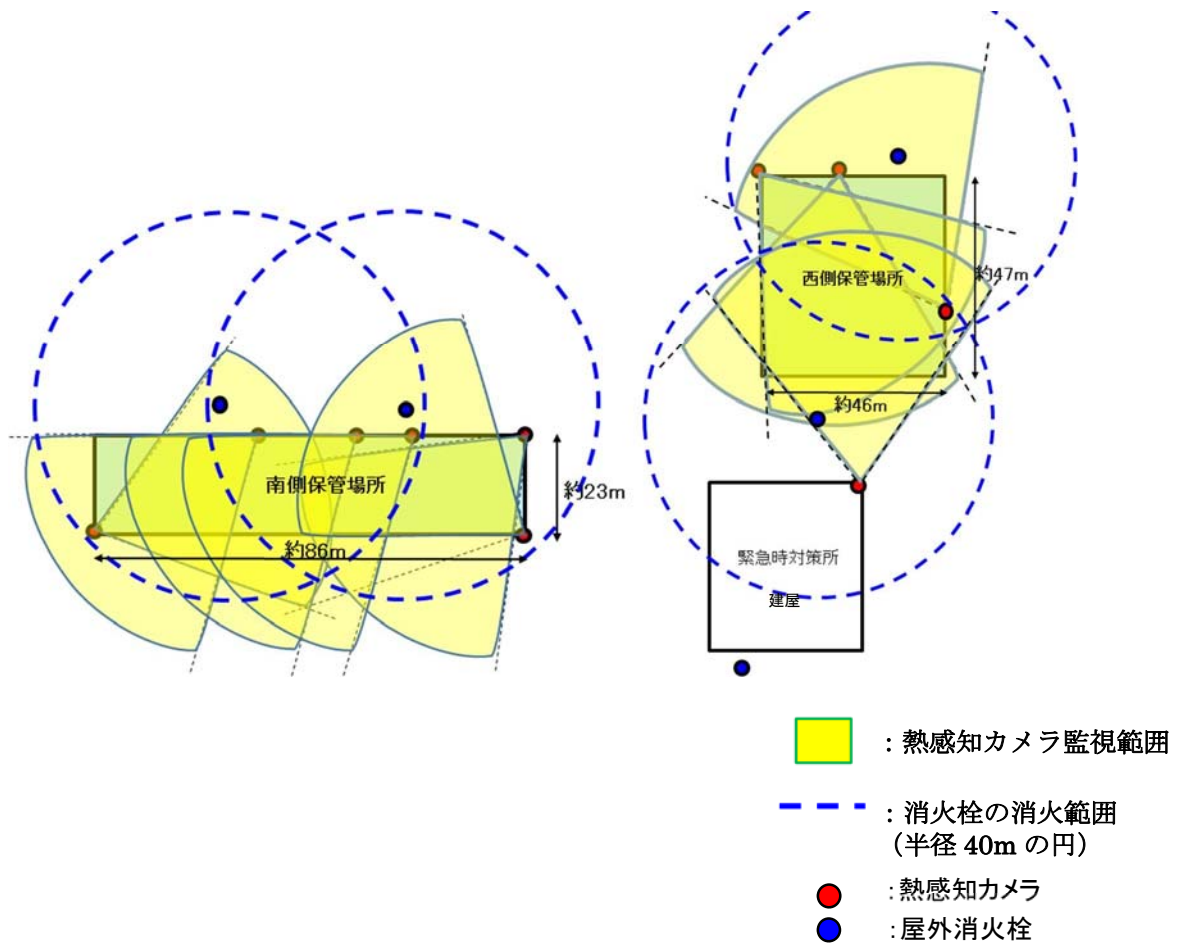 西側保管場所
約47m
約46m
南側保管場所
約23m
約86m
緊急時対策所
建屋
：熱感知カメラ監視範囲
：消火栓の消火範囲
（半径 40m の円）
：熱感知カメラ
：屋外消火栓